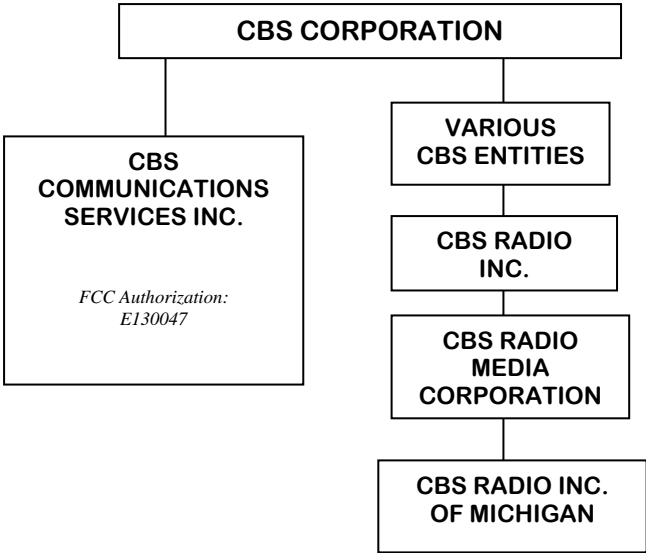 CBS CORPORATION
CBS
COMMUNICATIONS
SERVICES INC.
FCC Authorization:
E130047
VARIOUS
CBS ENTITIES
CBS RADIO
INC.
CBS RADIO
MEDIA
CORPORATION
CBS RADIO INC.
OF MICHIGAN